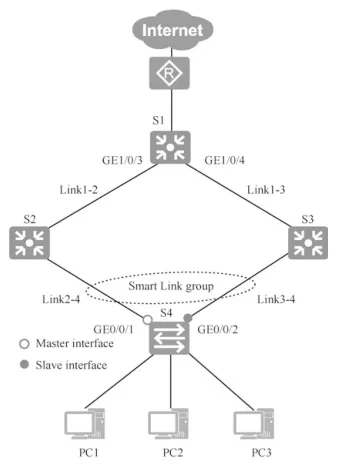 Internet
R
S1
GE1/0/3 GE1/0/4
Link1-2 Link1-3
S2 S3
Smart Link group
Link2-4 Link3-4
S4
GE0/0/1 GE0/0/2
Master interface
Slave interface
PC1 PC2 PC3